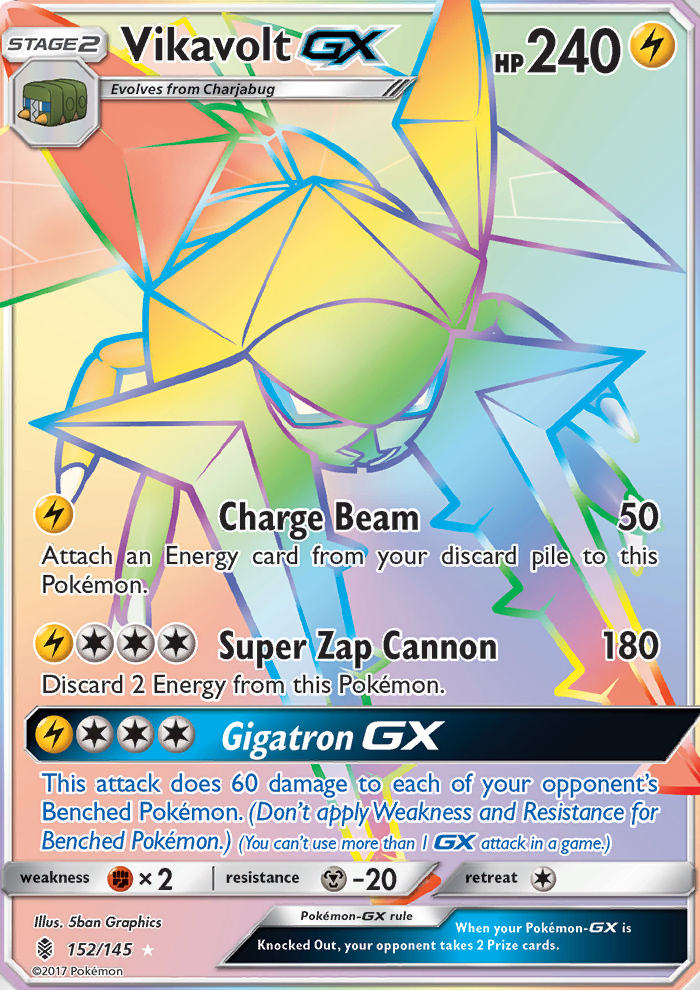 STAGE2 Vikavolt GX HP 240
Evolves from Charjabug
Charge Beam 50
Attach an Energy card from your discard pile to this
Pokémon.
Super Zap Cannon 180
Discard 2 Energy from this Pokémon.
Gigatron GX
This attack does 60 damage to each of your opponent's
Benched Pokémon. (Don't apply Weakness and Resistance for
Benched Pokémon.) (You can't use more than 1 GX attack in a game.)
weakness ×2 resistance -20 retreat
Illus. 5ban Graphics
Pokémon-GX rule
When your Pokémon-GX is
Knocked Out, your opponent takes 2 Prize cards.
152/145
©2017 Pokémon